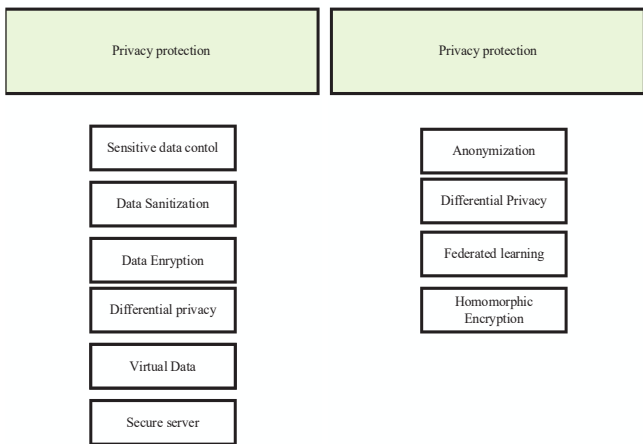 Privacy protection
Privacy protection
Sensitive data contol
Data Sanitization
Data Enryption
Differential privacy
Virtual Data
Secure server
Anonymization
Differential Privacy
Federated learning
Homomorphic
Encryption